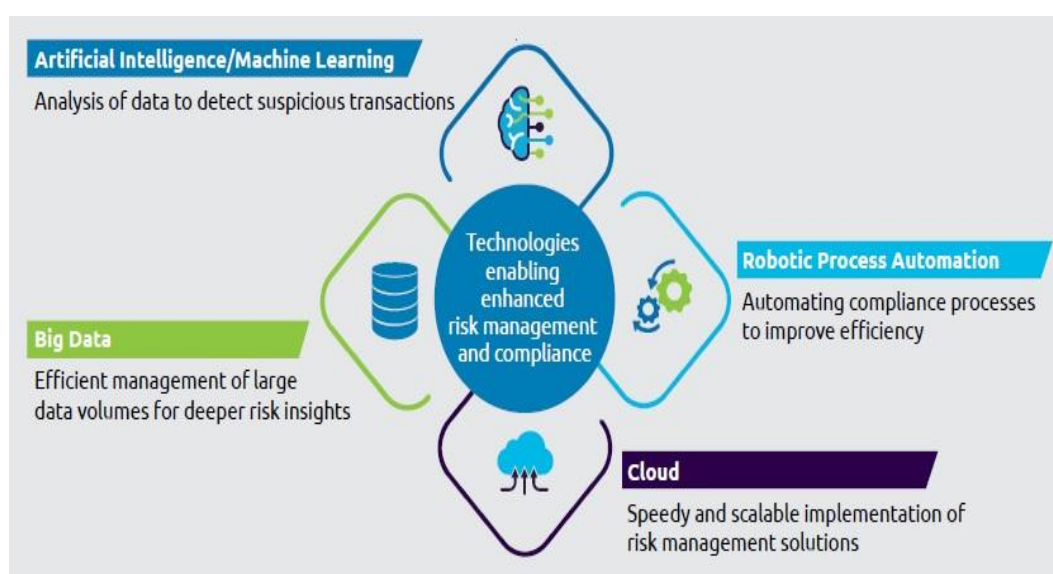 Artificial Intelligence/Machine Learning
Analysis of data to detect suspicious transactions
Technologies
enabling
enhanced
risk management
and compliance
Robotic Process Automation
Automating compliance processes
to improve efficiency
Big Data
Efficient management of large
data volumes for deeper risk insights
Cloud
Speedy and scalable implementation of
risk management solutions